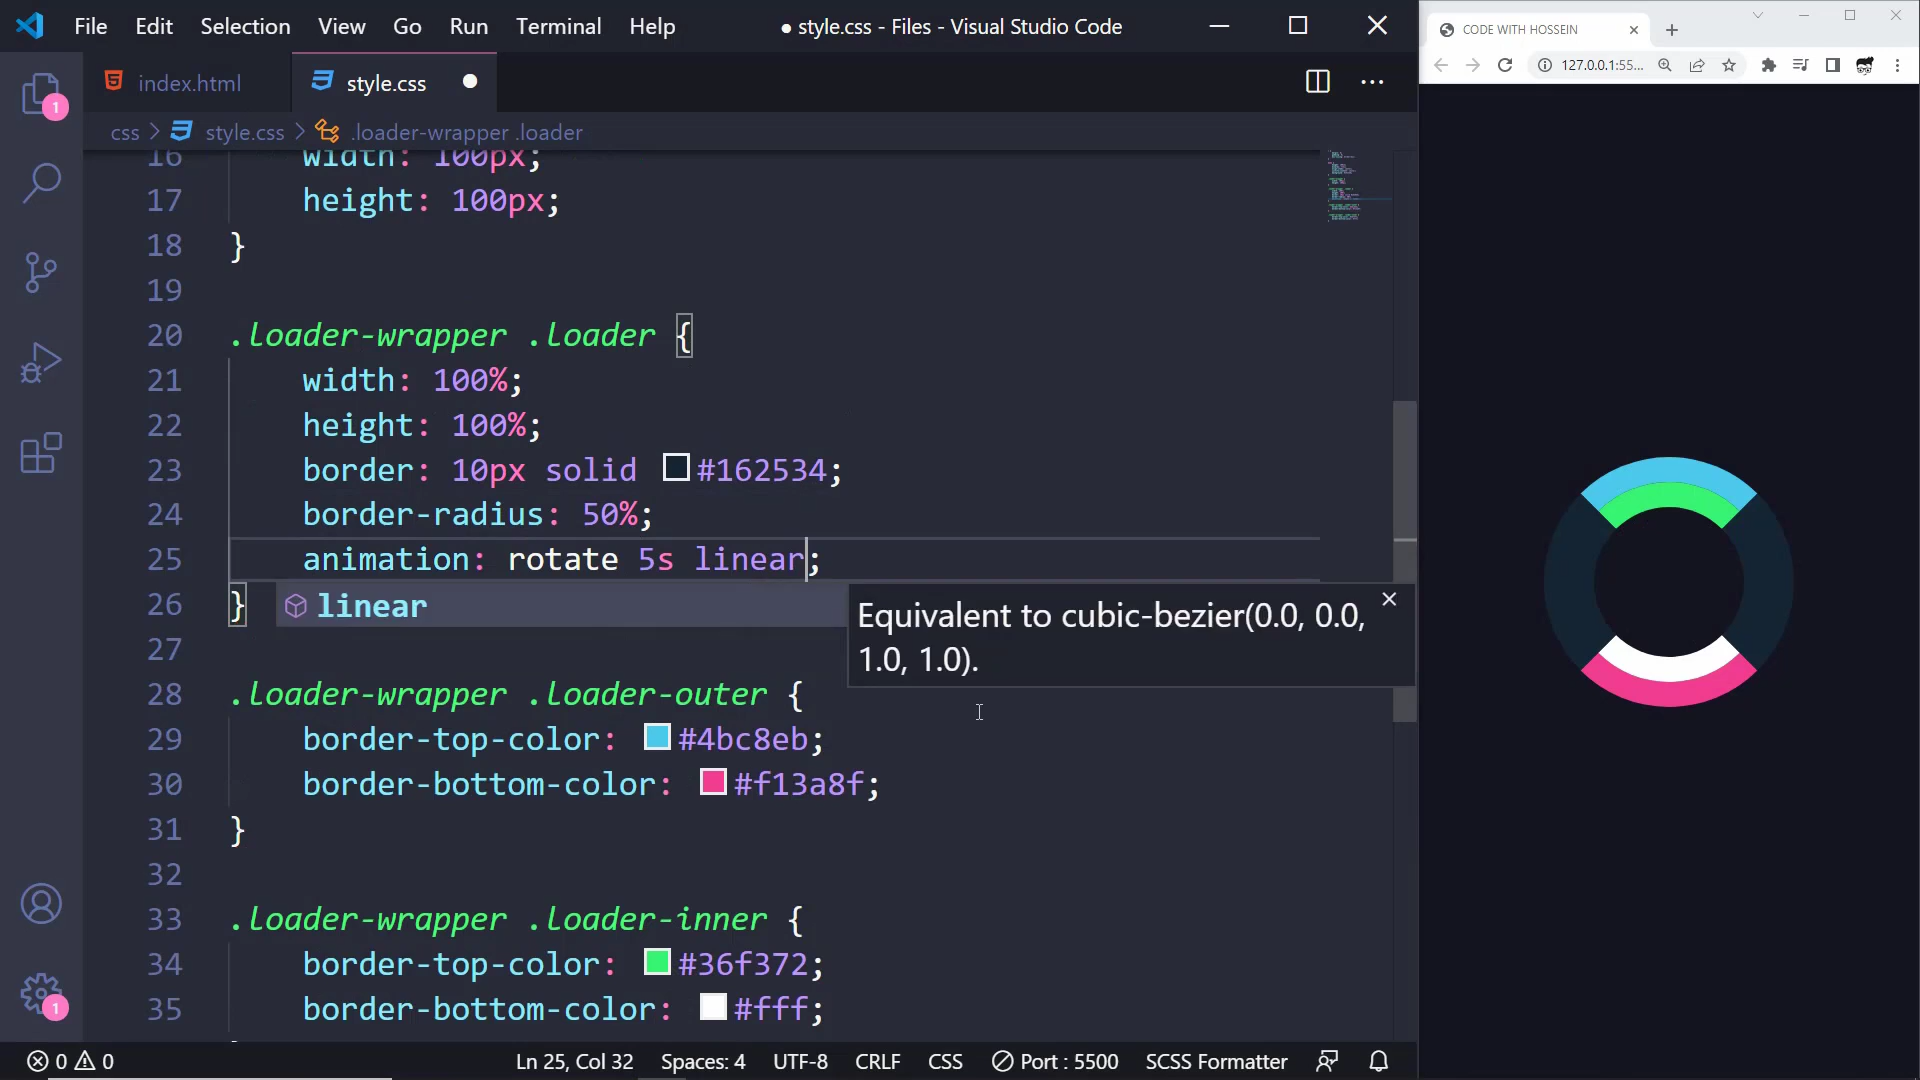 File Edit Selection View Go Run Terminal Help
● style.css - Files - Visual Studio Code
CODE WITH HOSSEIN
127.0.0.1:55...
index.html
style.css
css > style.css > .loader-wrapper .loader
1
16 width: 100px;
17 height: 100px;
18 }
19
20 .loader-wrapper .loader {
21 width: 100%;
22 height: 100%;
23 border: 10px solid #162534;
24 border-radius: 50%;
25 animation: rotate 5s linear;
26 }
linear
Equivalent to cubic-bezier(0.0, 0.0,
1.0, 1.0).
27
28 .loader-wrapper .loader-outer {
29 border-top-color: #4bc8eb;
30 border-bottom-color: #f13a8f;
31 }
32
33 .loader-wrapper .loader-inner {
34 border-top-color: #36f372;
35 border-bottom-color: #fff;
1
0 0 Ln 25, Col 32 Spaces: 4 UTF-8 CRLF CSS Port : 5500 SCSS Formatter